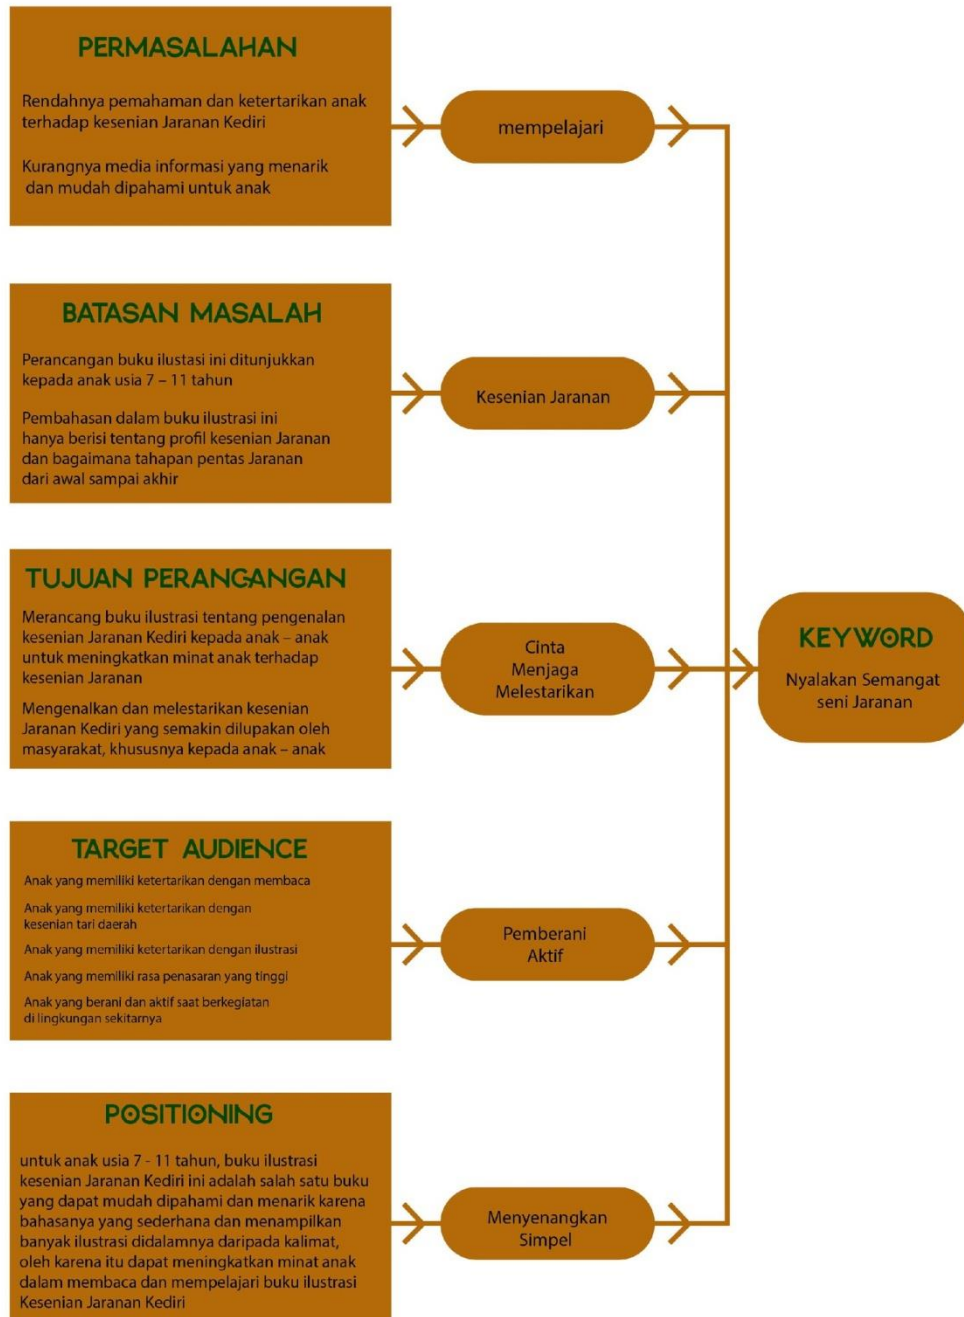 PERMASALAHAN
Rendahnya pemahaman dan ketertarikan anak
terhadap kesenian Jaranan Kediri
Kurangnya media informasi yang menarik
dan mudah dipahami untuk anak
mempelajari
BATASAN MASALAH
Perancangan buku ilustasi ini ditunjukkan
kepada anak usia 7 – 11 tahun
Pembahasan dalam buku ilustrasi ini
hanya berisi tentang profil kesenian Jaranan
dan bagaimana tahapan pentas Jaranan
dari awal sampai akhir
Kesenian Jaranan
TUJUAN PERANCANGAN
Merancang buku ilustrasi tentang pengenalan
kesenian Jaranan Kediri kepada anak – anak
untuk meningkatkan minat anak terhadap
kesenian Jaranan
Mengenalkan dan melestarikan kesenian
Jaranan Kediri yang semakin dilupakan oleh
masyarakat, khususnya kepada anak – anak
Cinta
Menjaga
Melestarikan
TARGET AUDIENCE
Anak yang memiliki ketertarikan dengan membaca
Anak yang memiliki ketertarikan dengan
kesenian tari daerah
Anak yang memiliki ketertarikan dengan ilustrasi
Anak yang memiliki rasa penasaran yang tinggi
Anak yang berani dan aktif saat berkegiatan
di lingkungan sekitarnya
Pemberani
Aktif
POSITIONING
untuk anak usia 7 - 11 tahun, buku ilustrasi
kesenian Jaranan Kediri ini adalah salah satu buku
yang dapat mudah dipahami dan menarik karena
bahasanya yang sederhana dan menampilkan
banyak ilustrasi didalamnya daripada kalimat,
oleh karena itu dapat meningkatkan minat anak
dalam membaca dan mempelajari buku ilustrasi
Kesenian Jaranan Kediri
Menyenangkan
Simpel
KEYWORD
Nyalakan Semangat
seni Jaranan